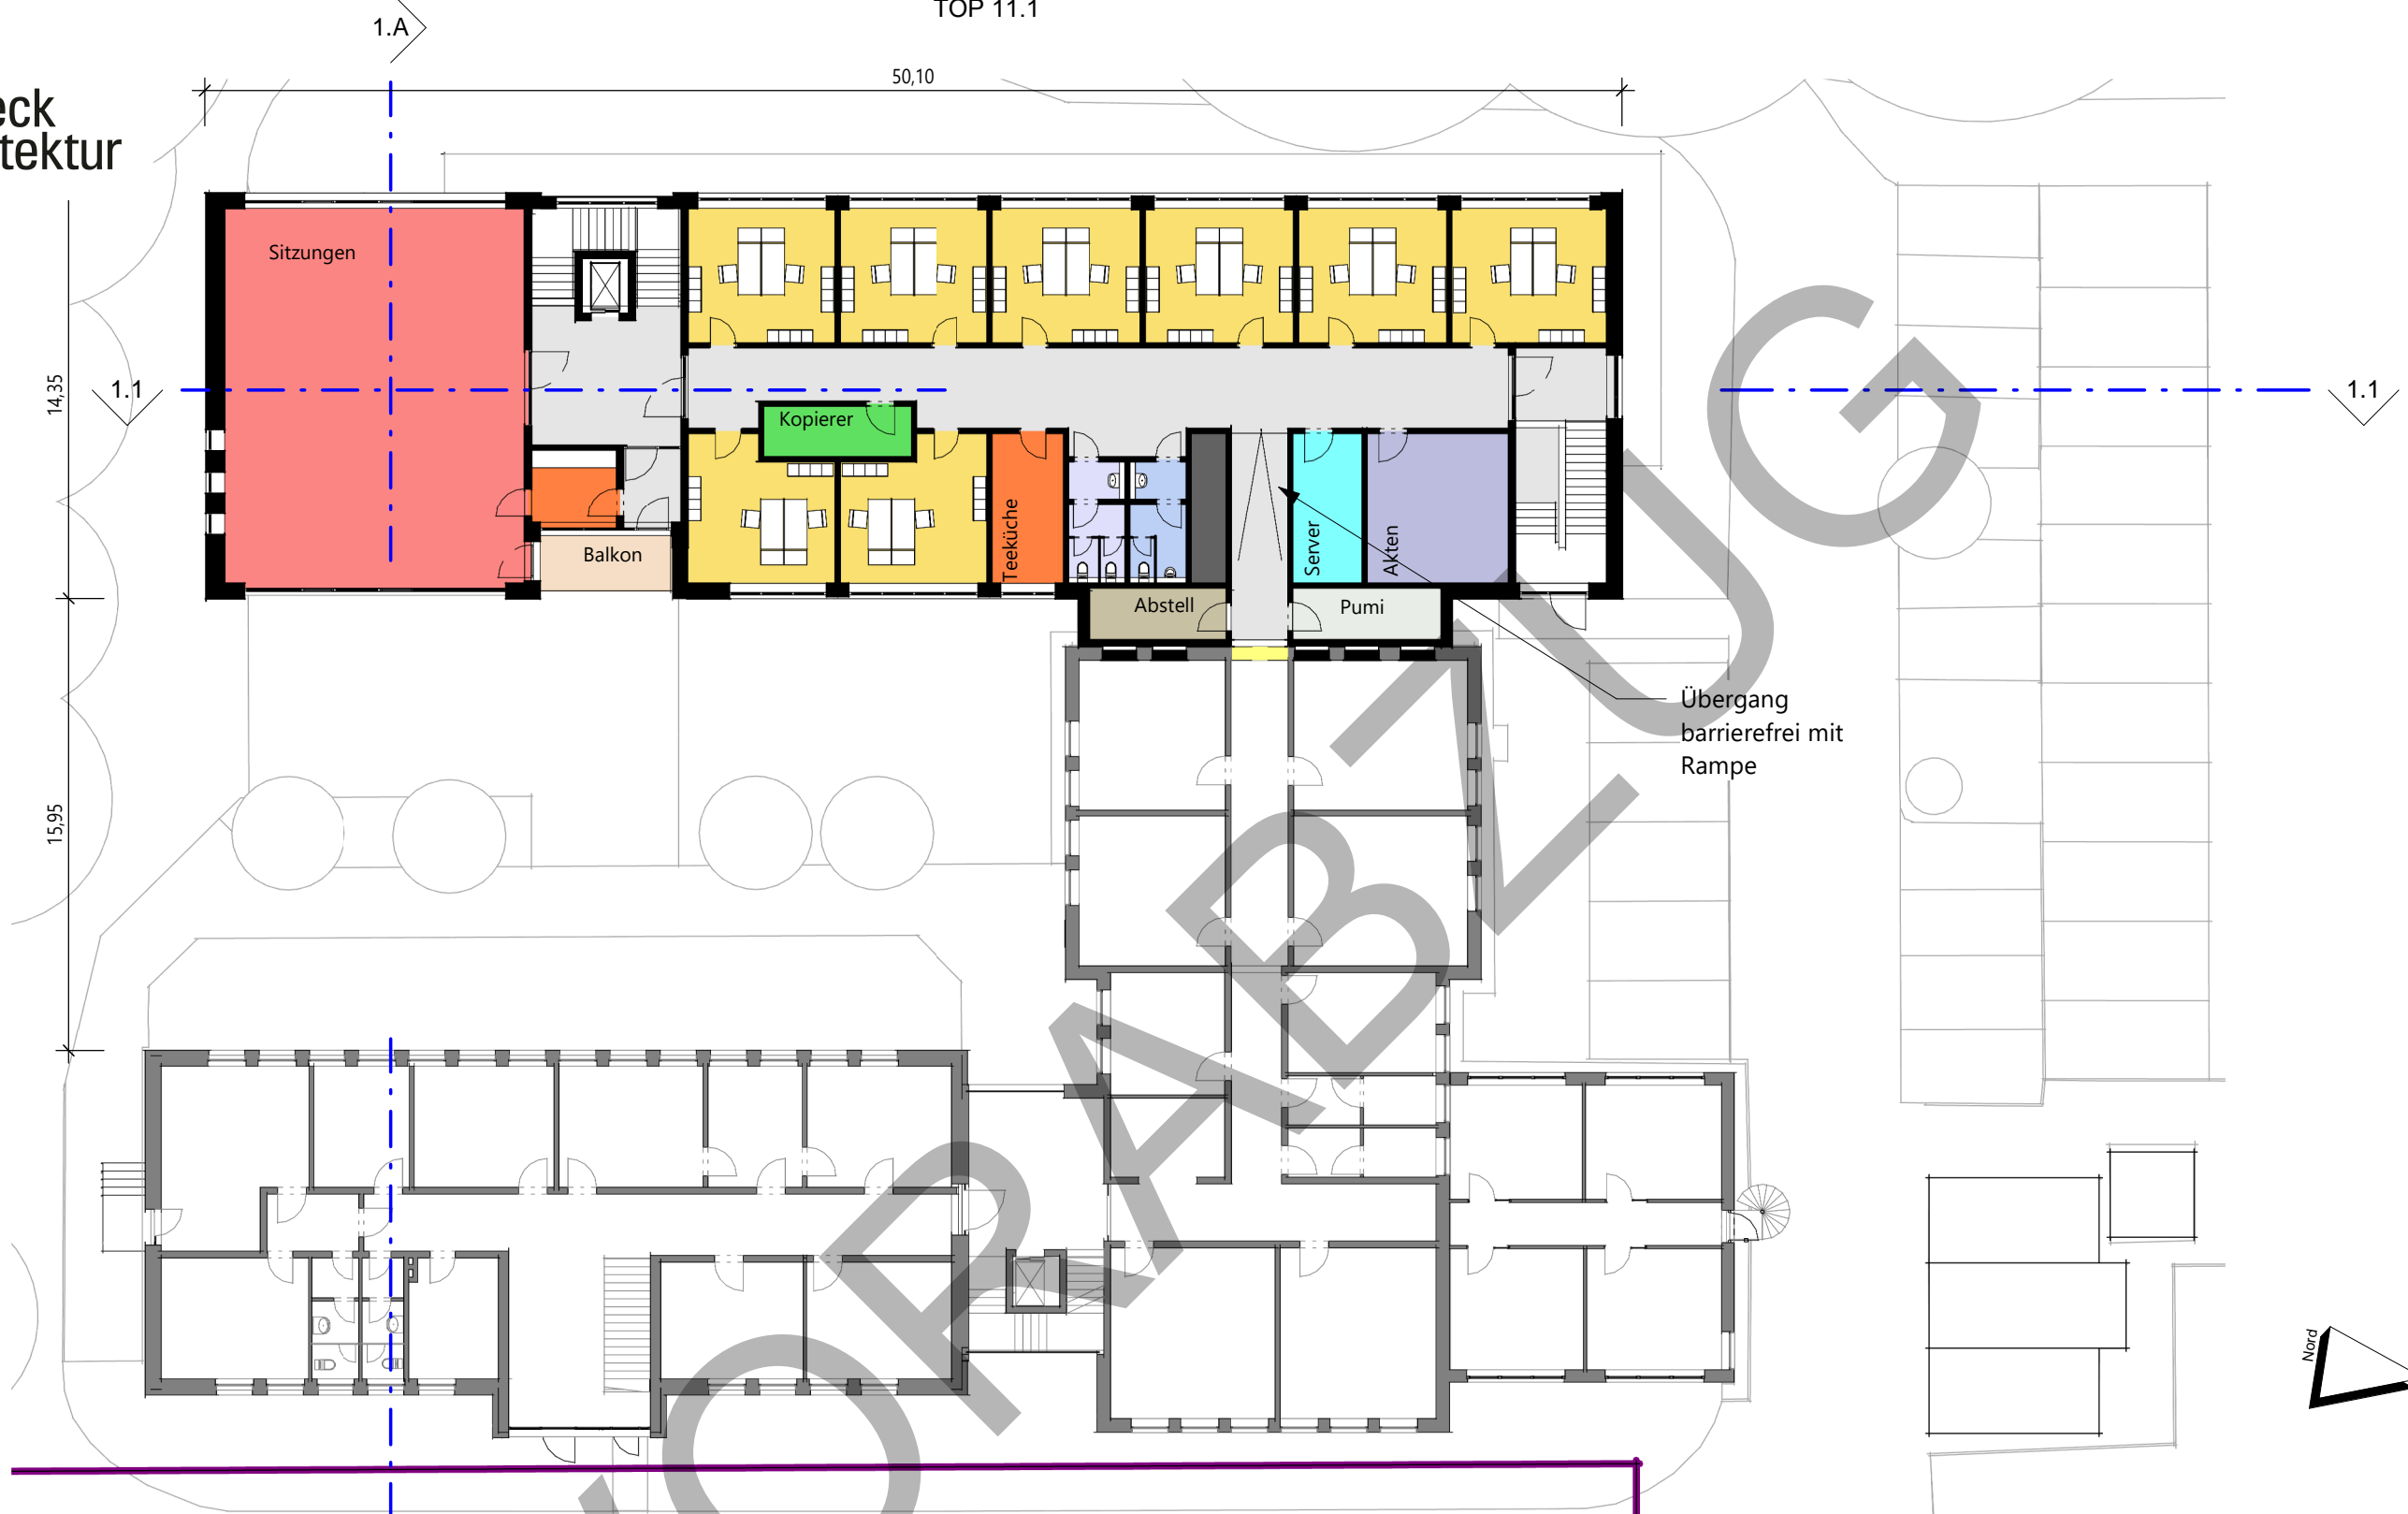 TOP 11.1
1.A
50,10
eck
tektur
Sitzungen
14,35
1.1
1.1
Kopierer
Teeküche
Server
Akten
Balkon
Abstell
Pumi
Übergang
barrierefrei mit
Rampe
15,95
Nord
ORABZUG